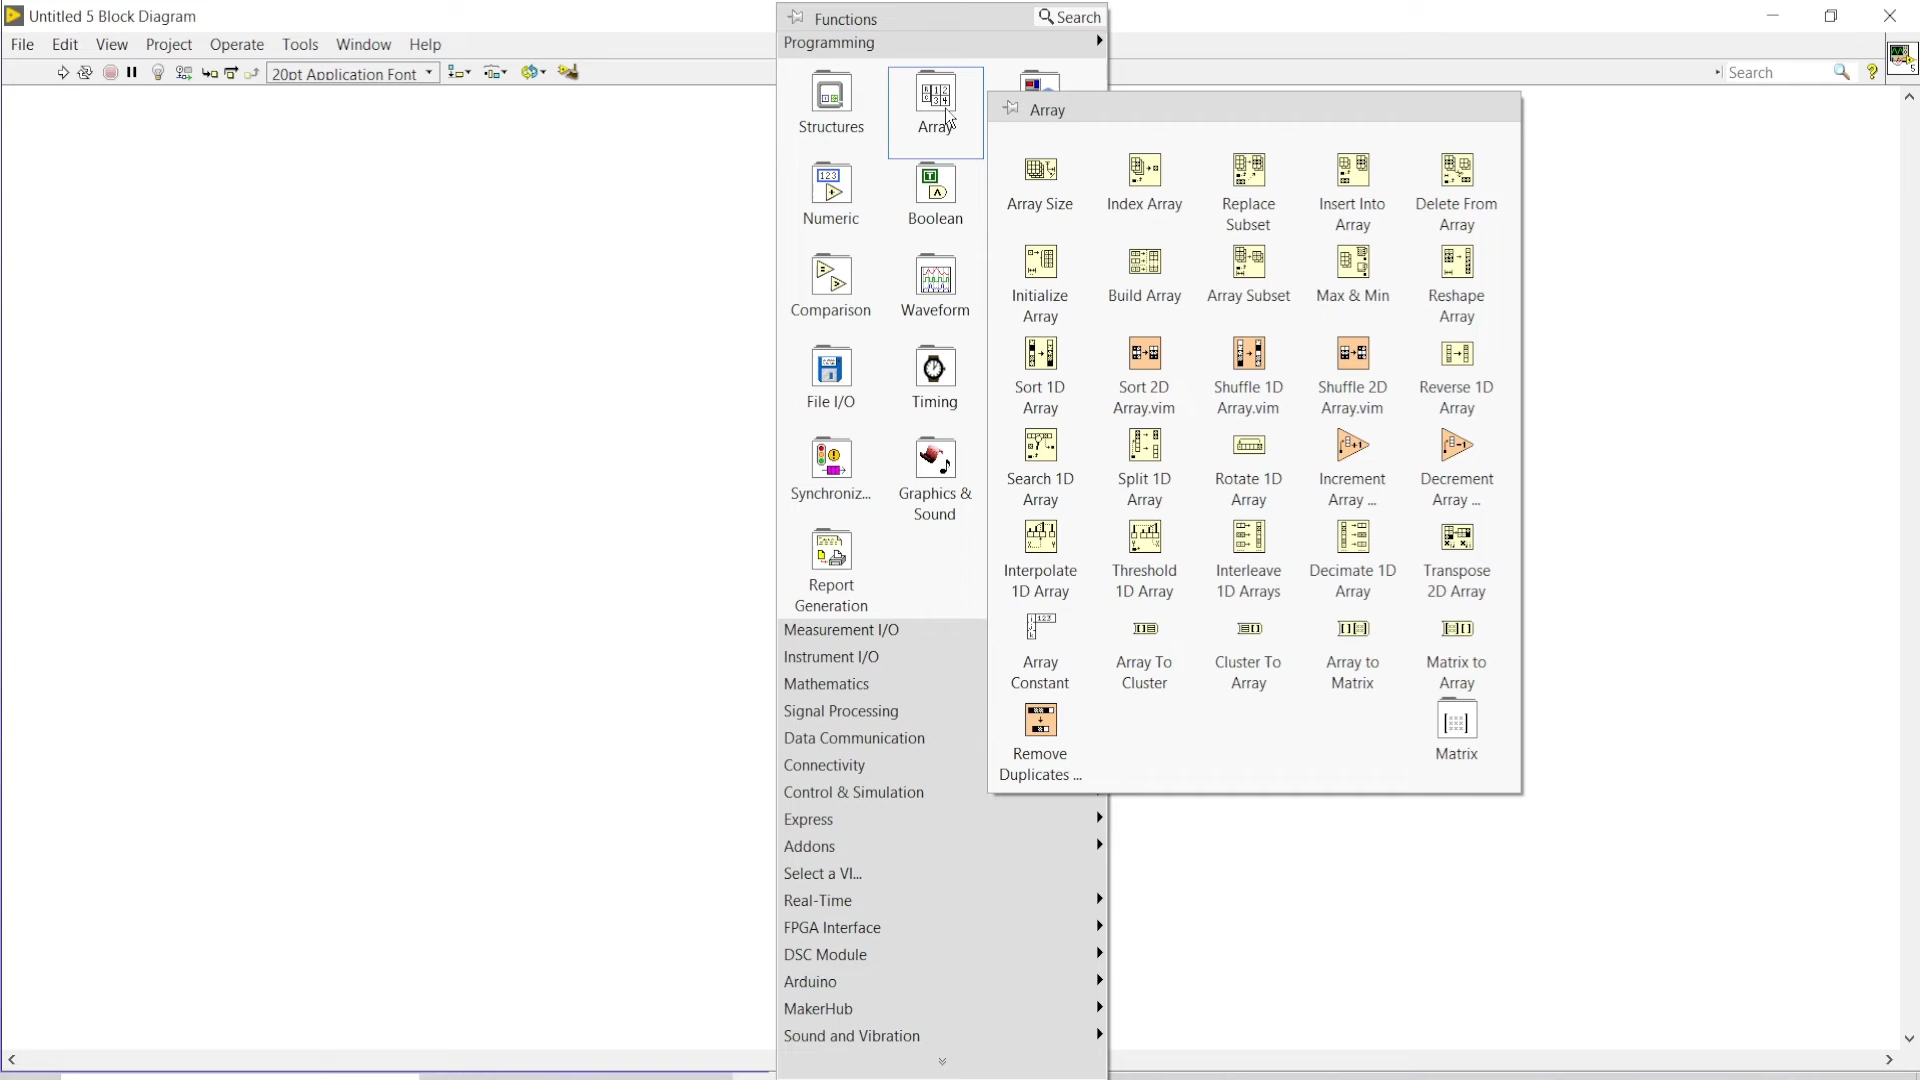 Untitled 5 Block Diagram
File Edit View Project Operate Tools Window Help
20pt Application Font
Search
Functions
Search
Programming
Structures
Array
Numeric
Boolean
Comparison
Waveform
File I/O
Timing
Synchroniz...
Graphics &
Sound
Report
Generation
Measurement I/O
Instrument I/O
Mathematics
Signal Processing
Data Communication
Connectivity
Control & Simulation
Express
Addons
Select a VI...
Real-Time
FPGA Interface
DSC Module
Arduino
MakerHub
Sound and Vibration
Array
Array Size
Index Array
Replace
Subset
Insert Into
Array
Delete From
Array
Initialize
Array
Build Array
Array Subset
Max & Min
Reshape
Array
Sort 1D
Array
Sort 2D
Array.vim
Shuffle 1D
Array.vim
Shuffle 2D
Array.vim
Reverse 1D
Array
Search 1D
Array
Split 1D
Array
Rotate 1D
Array
Increment
Array ...
Decrement
Array ...
Interpolate
1D Array
Threshold
1D Array
Interleave
1D Arrays
Decimate 1D
Array
Transpose
2D Array
Array
Constant
Array To
Cluster
Cluster To
Array
Array to
Matrix
Matrix to
Array
Remove
Duplicates ...
Matrix